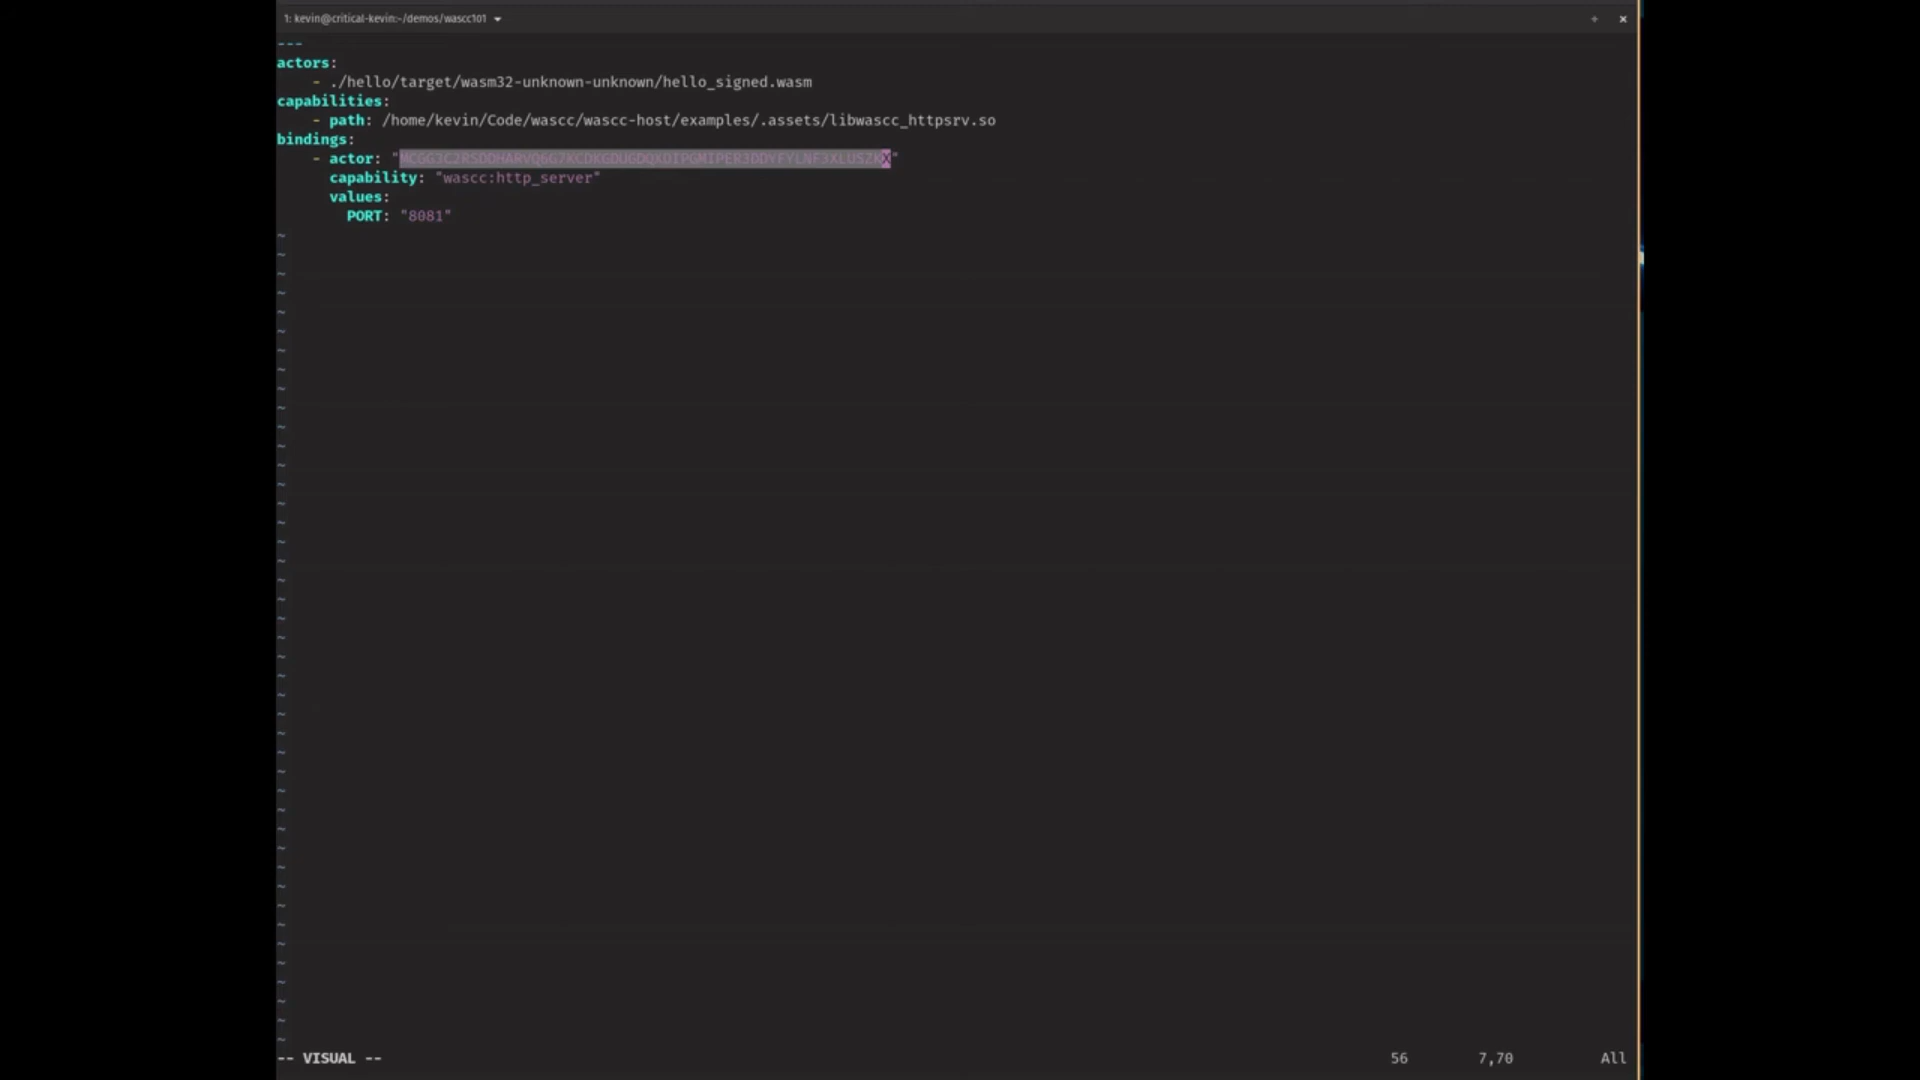 1: kevin@critical-kevin:~/demos/wascc101
---
actors:
- ./hello/target/wasm32-unknown-unknown/hello_signed.wasm
capabilities:
- path: /home/kevin/Code/wascc/wascc-host/examples/.assets/libwascc_httpsrv.so
bindings:
- actor:
capability: "wascc:http_server"
values:
PORT: "8081"
-- VISUAL -- 56 7,70 All